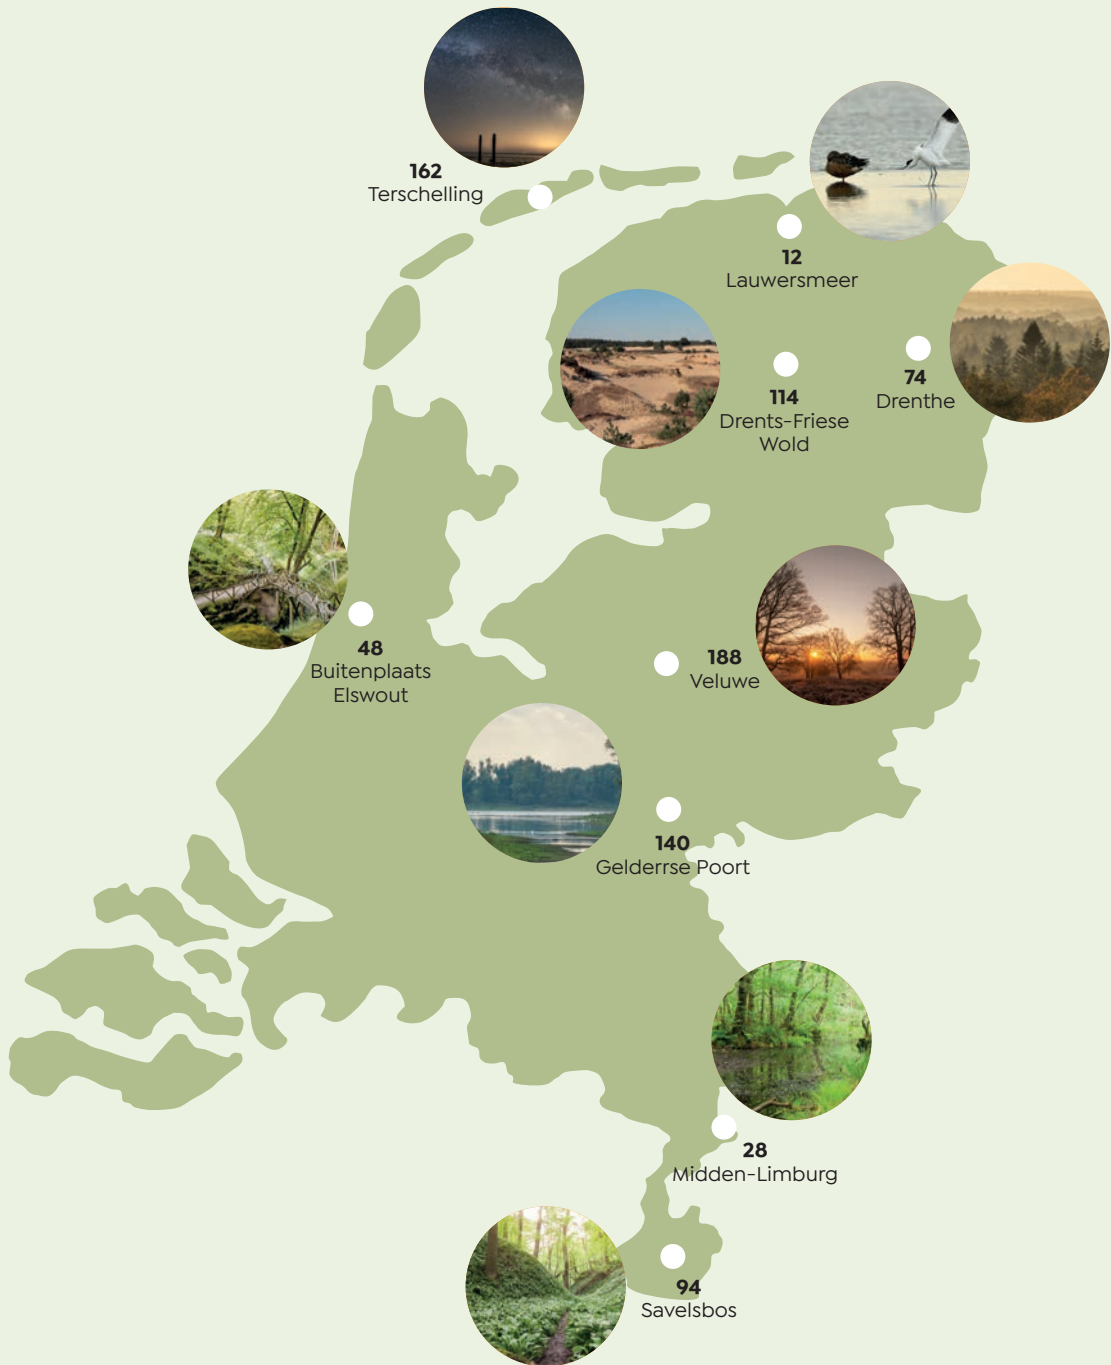 162
Terschelling
12
Lauwersmeer
114
Drents-Friese
Wold
74
Drenthe
48
Buitenplaats
Elswout
188
Veluwe
140
Gelderrse Poort
28
Midden-Limburg
94
Savelsbos